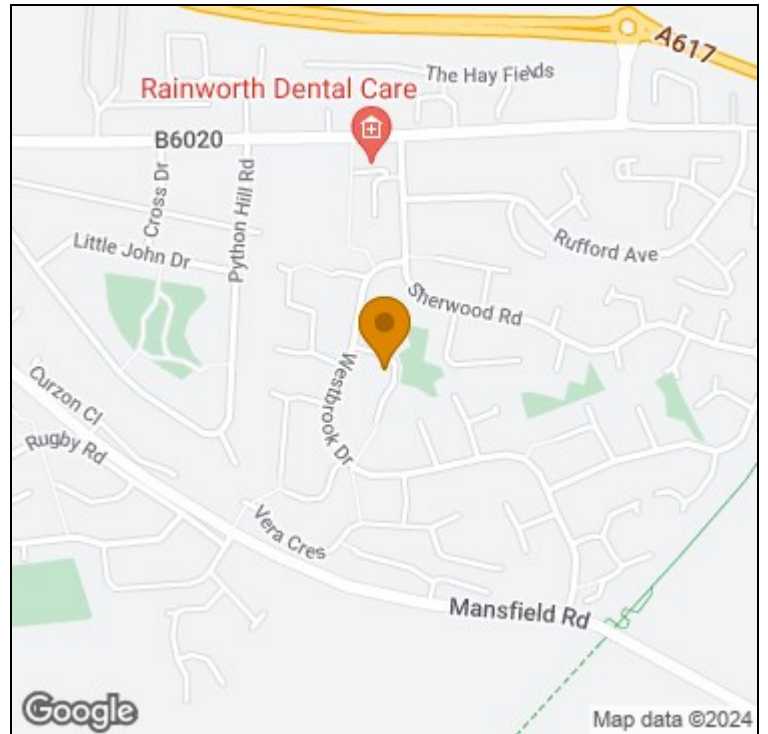 A617
The Hay Fields
Rainworth Dental Care
B6020
Cross Dr
Python Hill Rd
Little John Dr
Rufford Ave
Sherwood Rd
Westbrook Dr
Curzon Cl
Rugby Rd
Vera Cres
Mansfield Rd
Google
Map data ©2024